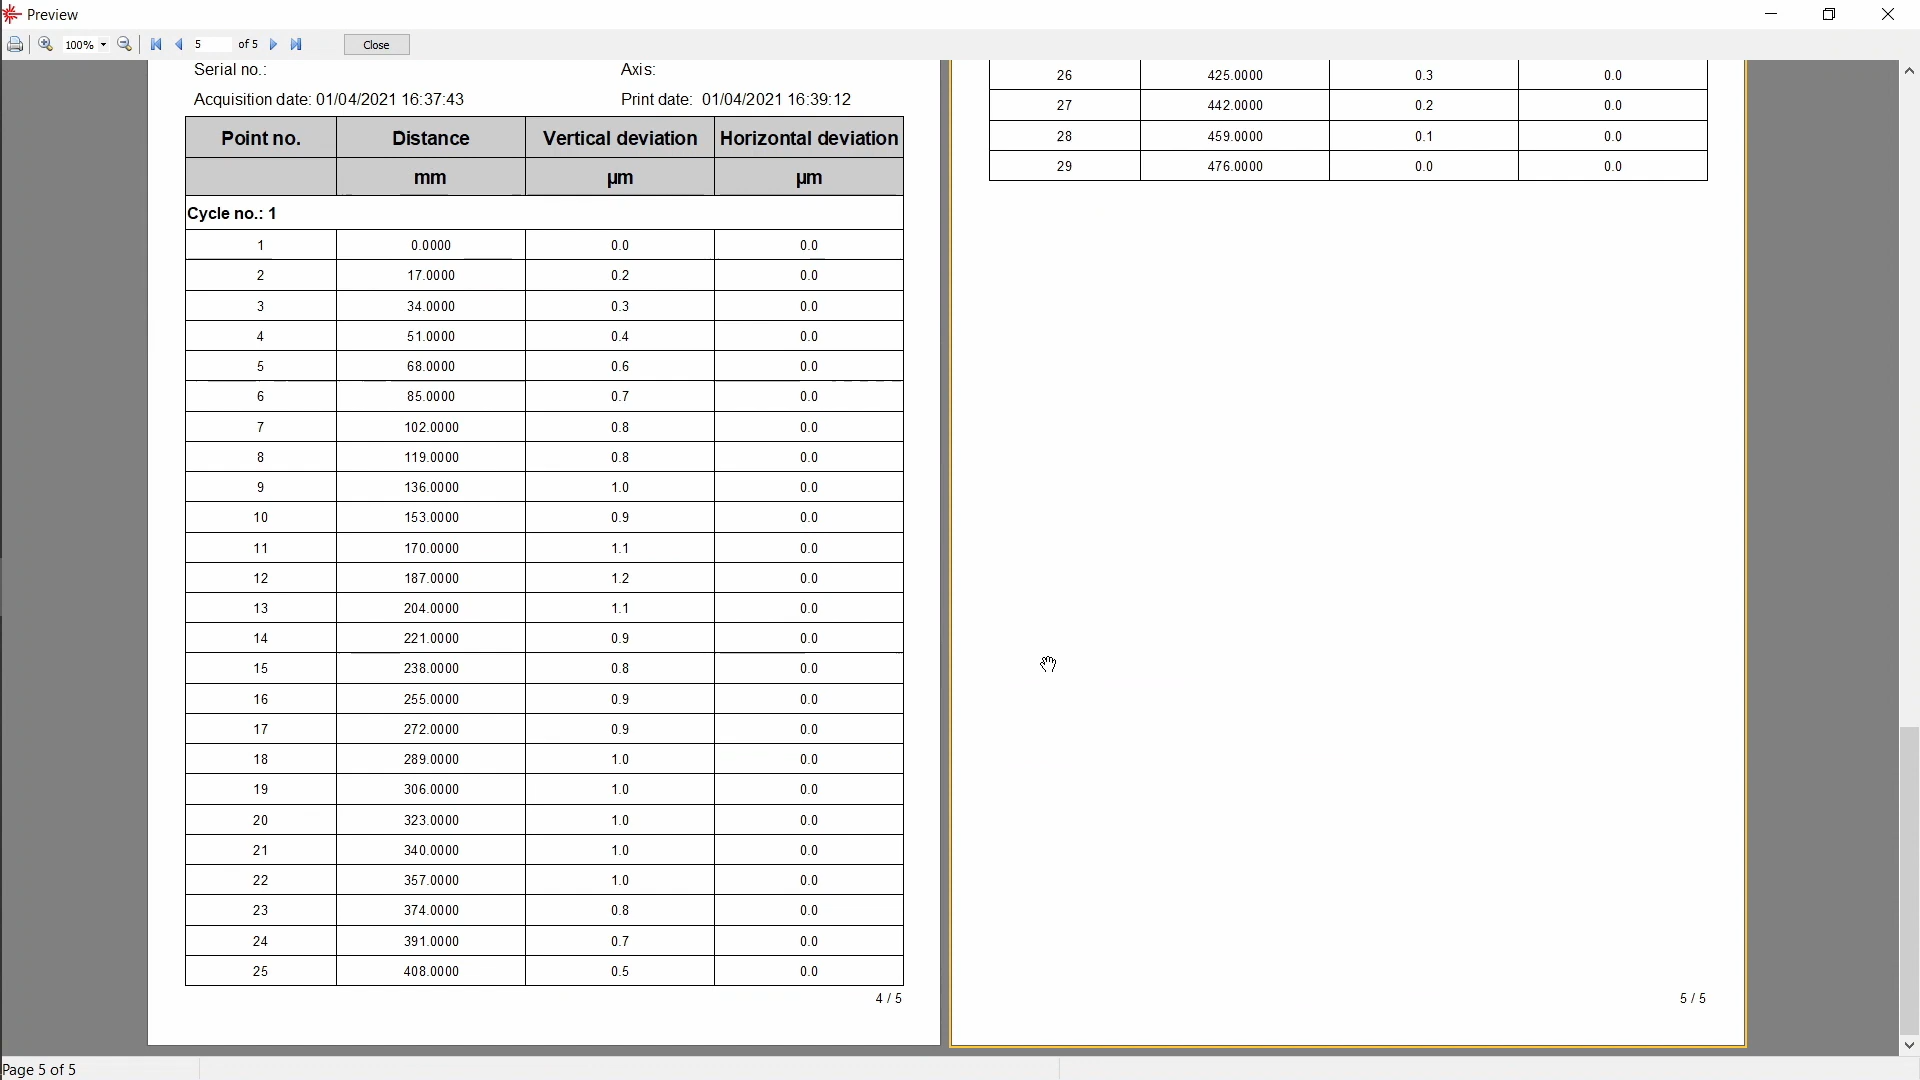 Preview
100% 5 of 5 Close
Serial no.: Axis:
Acquisition date: 01/04/2021 16:37:43 Print date: 01/04/2021 16:39:12
Point no. Distance Vertical deviation Horizontal deviation
mm µm µm
Cycle no.: 1
1 0.0000 0.0 0.0
2 17.0000 0.2 0.0
3 34.0000 0.3 0.0
4 51.0000 0.4 0.0
5 68.0000 0.6 0.0
6 85.0000 0.7 0.0
7 102.0000 0.8 0.0
8 119.0000 0.8 0.0
9 136.0000 1.0 0.0
10 153.0000 0.9 0.0
11 170.0000 1.1 0.0
12 187.0000 1.2 0.0
13 204.0000 1.1 0.0
14 221.0000 0.9 0.0
15 238.0000 0.8 0.0
16 255.0000 0.9 0.0
17 272.0000 0.9 0.0
18 289.0000 1.0 0.0
19 306.0000 1.0 0.0
20 323.0000 1.0 0.0
21 340.0000 1.0 0.0
22 357.0000 1.0 0.0
23 374.0000 0.8 0.0
24 391.0000 0.7 0.0
25 408.0000 0.5 0.0
4 / 5
26 425.0000 0.3 0.0
27 442.0000 0.2 0.0
28 459.0000 0.1 0.0
29 476.0000 0.0 0.0
5 / 5
Page 5 of 5